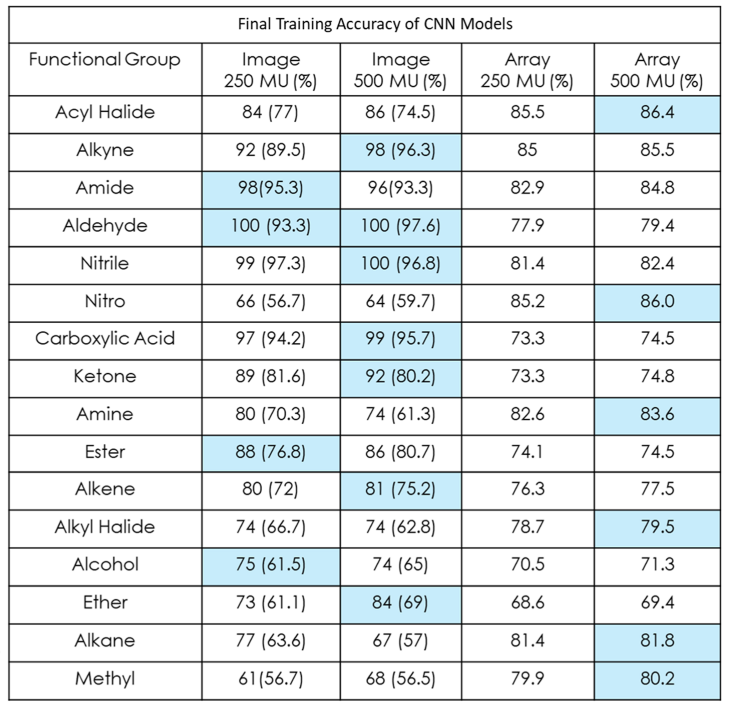 Final Training Accuracy of CNN Models
Functional Group Image 250 MU (%) Image 500 MU (%) Array 250 MU (%) Array 500 MU (%)
Acyl Halide 84 (77) 86 (74.5) 85.5 86.4
Alkyne 92 (89.5) 98 (96.3) 85 85.5
Amide 98(95.3) 96(93.3) 82.9 84.8
Aldehyde 100 (93.3) 100 (97.6) 77.9 79.4
Nitrile 99 (97.3) 100 (96.8) 81.4 82.4
Nitro 66 (56.7) 64 (59.7) 85.2 86.0
Carboxylic Acid 97 (94.2) 99 (95.7) 73.3 74.5
Ketone 89 (81.6) 92 (80.2) 73.3 74.8
Amine 80 (70.3) 74 (61.3) 82.6 83.6
Ester 88 (76.8) 86 (80.7) 74.1 74.5
Alkene 80 (72) 81 (75.2) 76.3 77.5
Alkyl Halide 74 (66.7) 74 (62.8) 78.7 79.5
Alcohol 75 (61.5) 74 (65) 70.5 71.3
Ether 73 (61.1) 84 (69) 68.6 69.4
Alkane 77 (63.6) 67 (57) 81.4 81.8
Methyl 61(56.7) 68 (56.5) 79.9 80.2